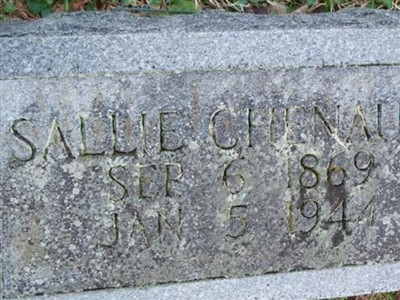 SALLIE CHENAU
SEP 6 1869
JAN 5 1944